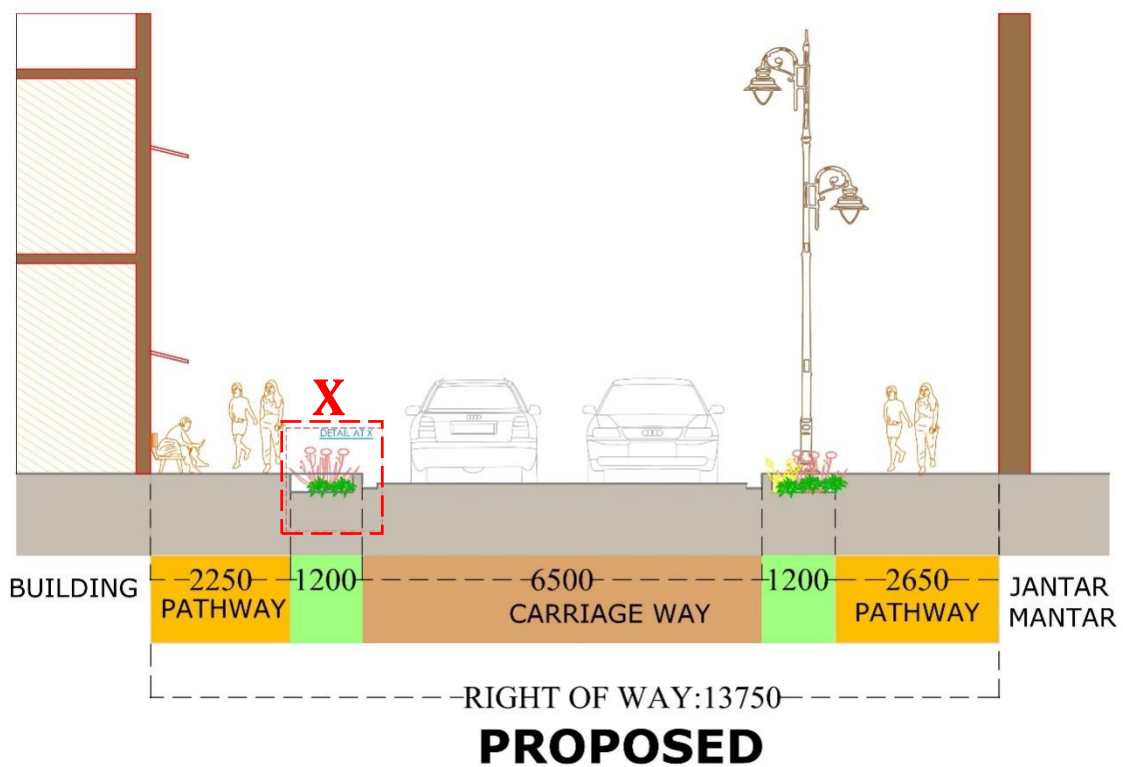 X
DETAIL AT X
2250
1200
6500
1200
2650
BUILDING
PATHWAY
CARRIAGE WAY
PATHWAY
JANTAR
MANTAR
RIGHT OF WAY:13750
PROPOSED